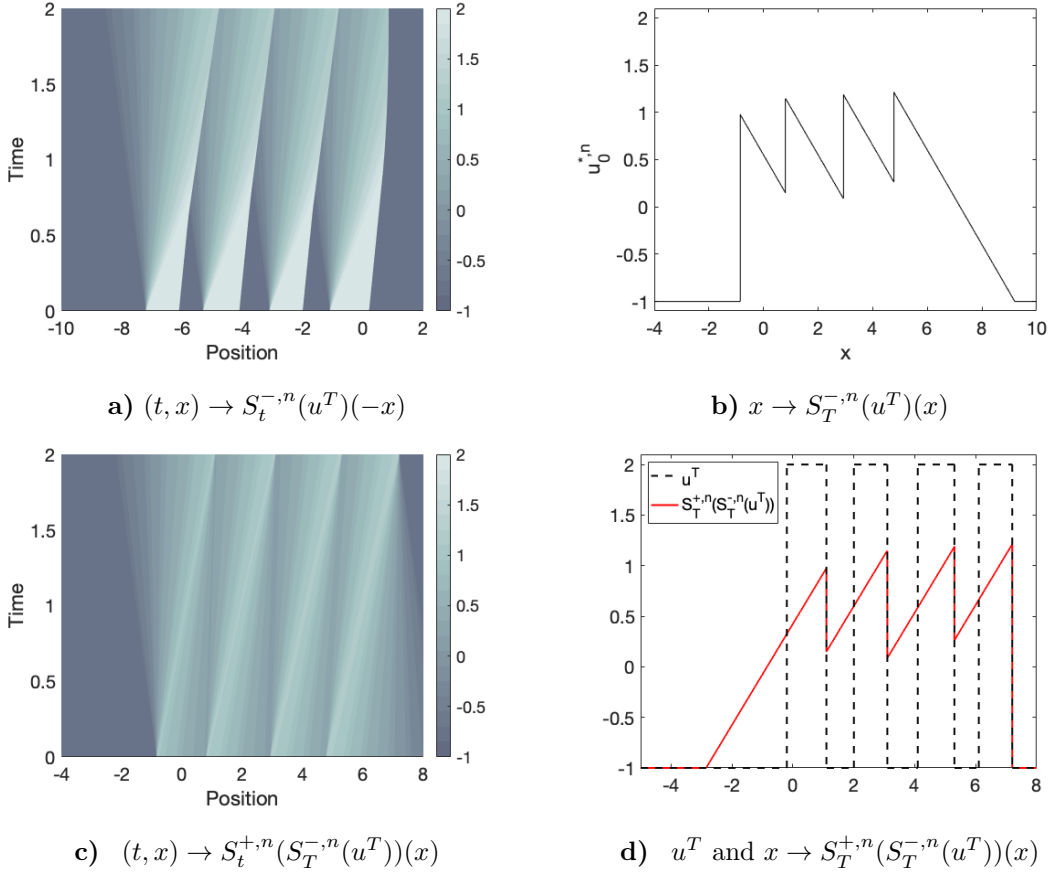 2
1.5
1
0.5
0
Time
-10 -8 -6 -4 -2 0 2
Position
2
1.5
1
0.5
0
-0.5
-1
a) (t, x) → S_t^{−,n}(u^T)(−x)
2
1.5
1
0.5
0
-0.5
-1
u_0^{*,n}
-4 -2 0 2 4 6 8 10
x
b) x → S_T^{−,n}(u^T)(x)
2
1.5
1
0.5
0
Time
-4 -2 0 2 4 6 8
Position
2
1.5
1
0.5
0
-0.5
-1
c) (t, x) → S_t^{+,n}(S_T^{−,n}(u^T))(x)
2
1.5
1
0.5
0
-0.5
-1
u^T
S_T^{+,n}(S_T^{-,n}(u^T))
-4 -2 0 2 4 6 8
d) u^T and x → S_T^{+,n}(S_T^{−,n}(u^T))(x)